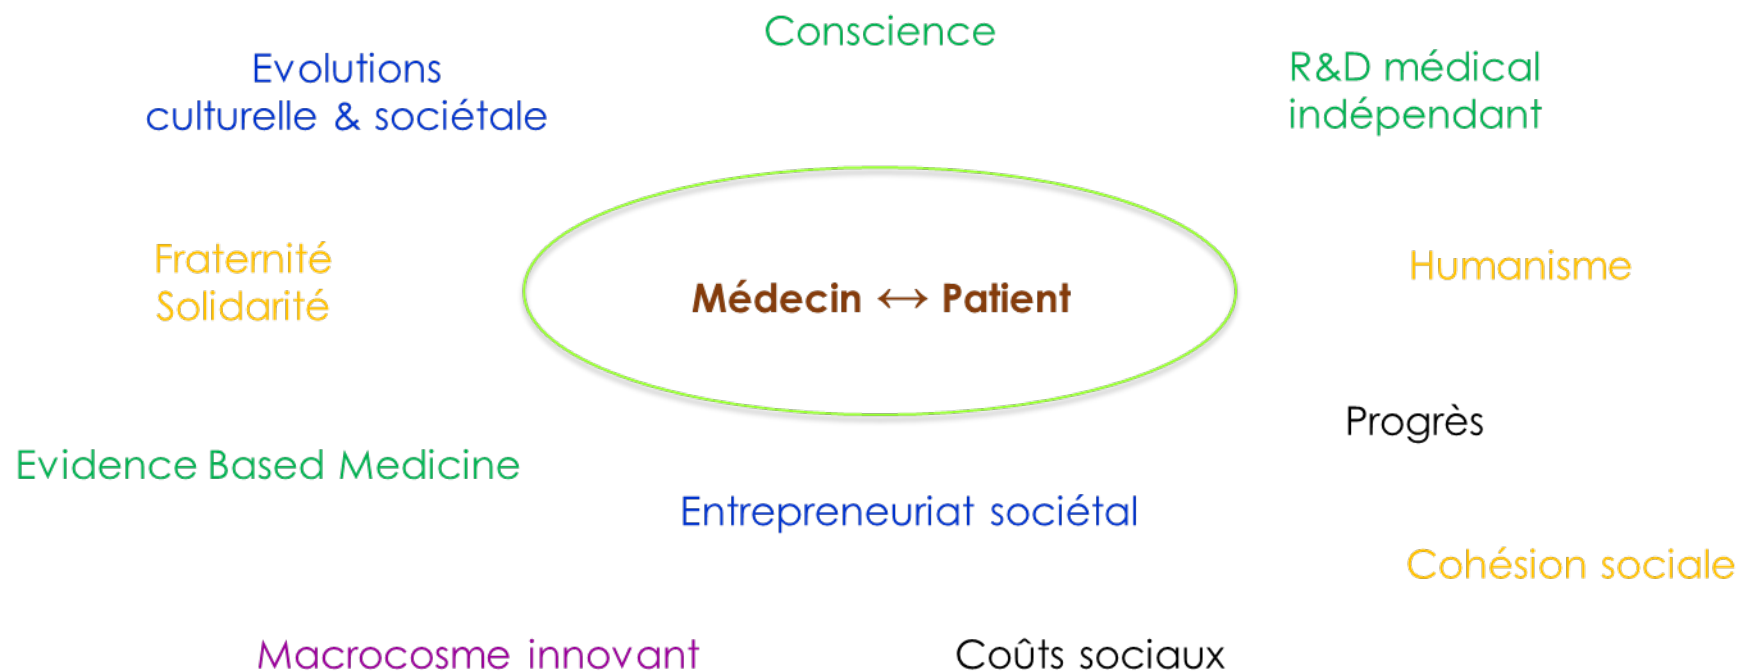 Conscience
Evolutions
culturelle & sociétale
R&D médical
indépendant
Fraternité
Solidarité
Humanisme
Médecin ↔ Patient
Progrès
Evidence Based Medicine
Entrepreneuriat sociétal
Cohésion sociale
Macrocosme innovant
Coûts sociaux